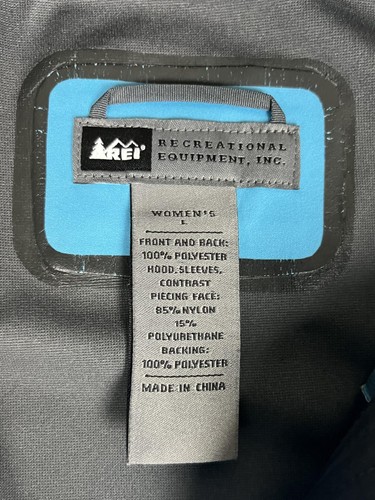 REI
RECREATIONAL
EQUIPMENT, INC.
WOMEN'S
L
FRONT AND BACK:
100% POLYESTER
HOOD, SLEEVES,
CONTRAST
PIECING FACE:
85% NYLON
15%
POLYURETHANE
BACKING:
100% POLYESTER
MADE IN CHINA